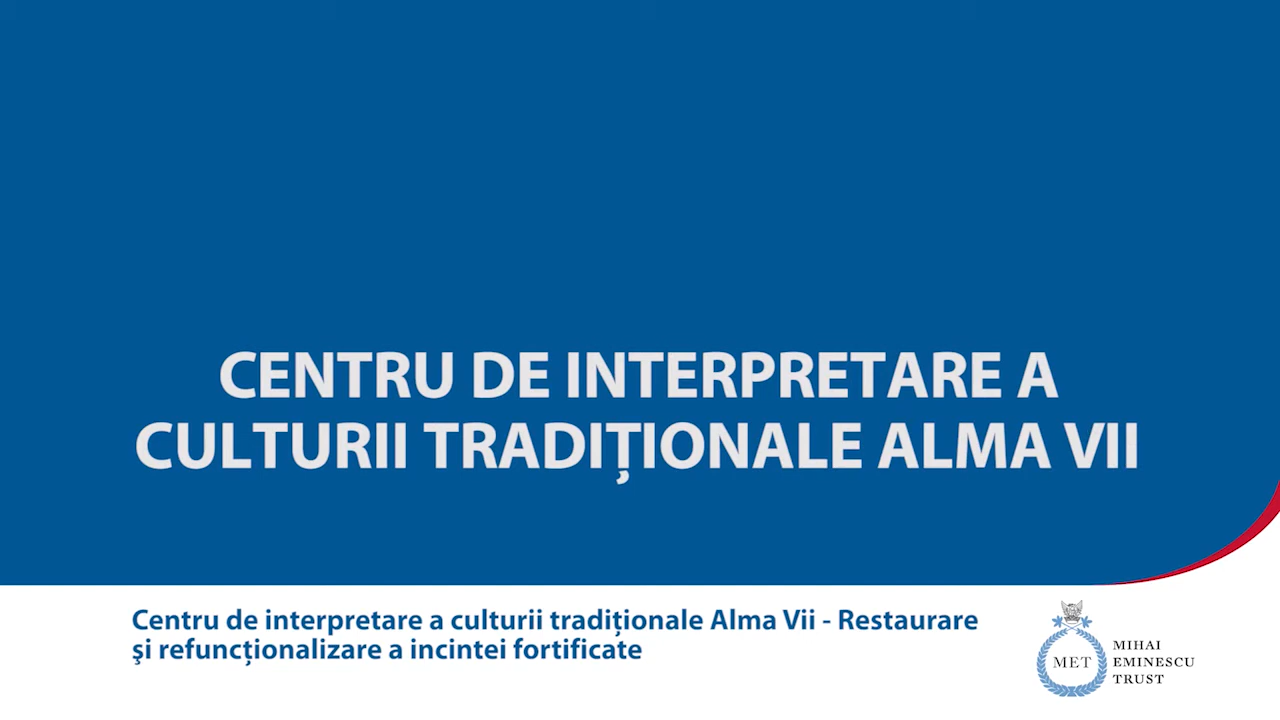 CENTRU DE INTERPRETARE A
CULTURII TRADIȚIONALE ALMA VII
Centru de interpretare a culturii tradiționale Alma Vii - Restaurare
şi refuncționalizare a incintei fortificate
MET
MIHAI
EMINESCU
TRUST